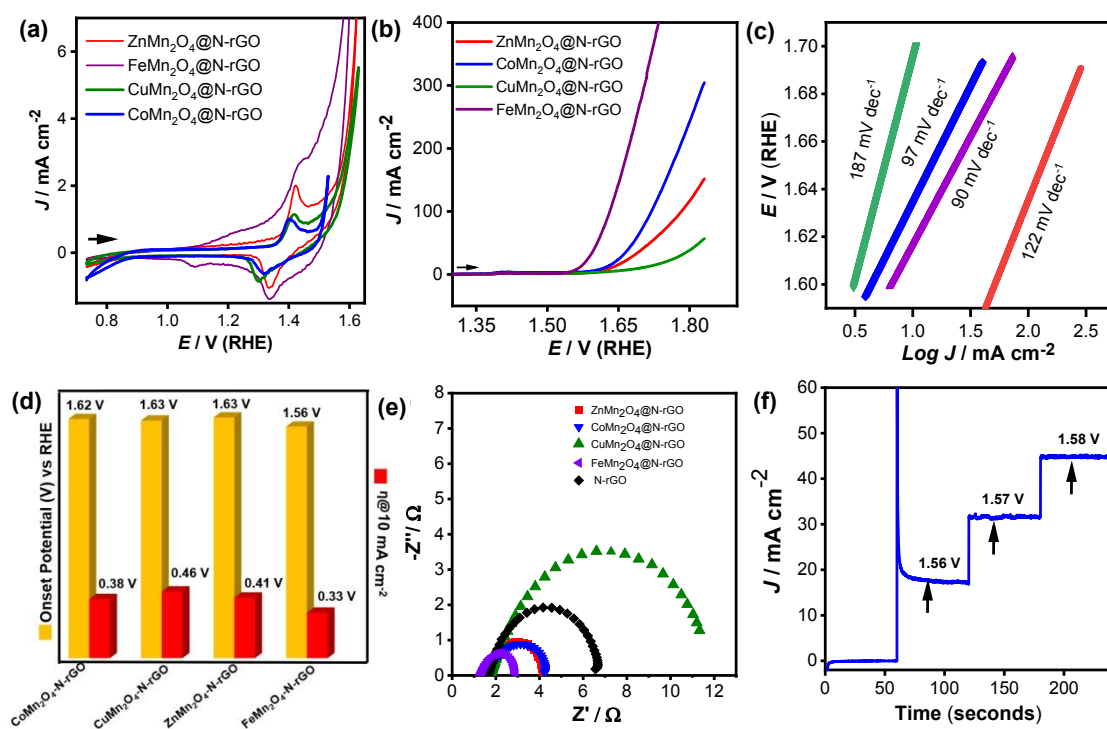 (a)
ZnMn₂O₄@N-rGO
FeMn₂O₄@N-rGO
CuMn₂O₄@N-rGO
CoMn₂O₄@N-rGO
J / mA cm⁻²
6
4
2
0
0.8
1.0
1.2
1.4
1.6
E / V (RHE)
(b)
ZnMn₂O₄@N-rGO
CoMn₂O₄@N-rGO
CuMn₂O₄@N-rGO
FeMn₂O₄@N-rGO
J / mA cm⁻²
400
300
200
100
0
1.35
1.50
1.65
1.80
E / V (RHE)
(c)
E / V (RHE)
1.70
1.68
1.66
1.64
1.62
1.60
187 mV dec⁻¹
97 mV dec⁻¹
90 mV dec⁻¹
122 mV dec⁻¹
0.5
1.0
1.5
2.0
2.5
Log J / mA cm⁻²
(d)
Onset Potential (V) vs RHE
1.62 V
1.63 V
1.63 V
1.56 V
0.38 V
0.46 V
0.41 V
0.33 V
η@10 mA cm⁻²
CoMn₂O₄-N-rGO
CuMn₂O₄-N-rGO
ZnMn₂O₄-N-rGO
FeMn₂O₄-N-rGO
(e)
ZnMn₂O₄@N-rGO
CoMn₂O₄@N-rGO
CuMn₂O₄@N-rGO
FeMn₂O₄@N-rGO
N-rGO
-Z''/ Ω
8
7
6
5
4
3
2
1
0
0
2
4
6
8
10
12
Z' / Ω
(f)
J / mA cm⁻²
60
50
40
30
20
10
0
1.56 V
1.57 V
1.58 V
0
50
100
150
200
Time (seconds)